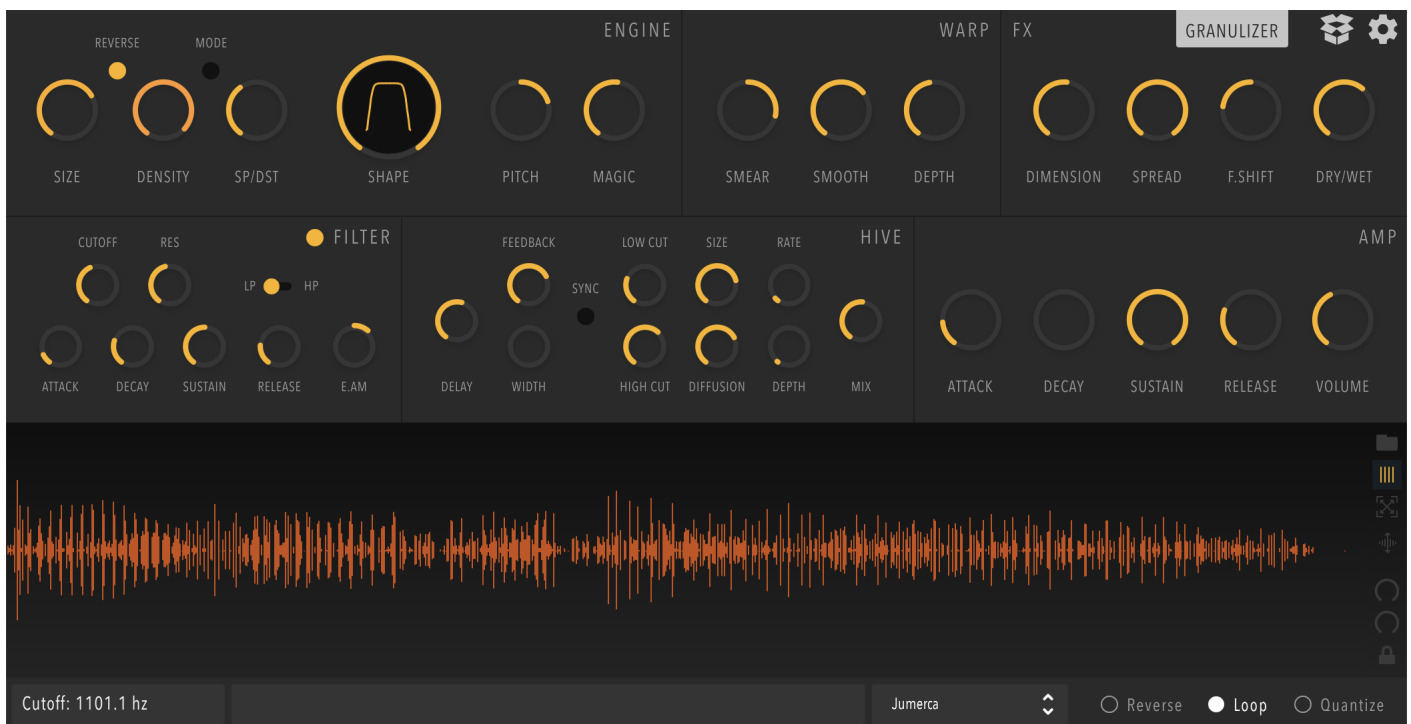 ENGINE
WARP
FX
GRANULIZER
REVERSE
MODE
SIZE
DENSITY
SP/DST
SHAPE
PITCH
MAGIC
SMEAR
SMOOTH
DEPTH
DIMENSION
SPREAD
F.SHIFT
DRY/WET
FILTER
CUTOFF
RES
LP
HP
ATTACK
DECAY
SUSTAIN
RELEASE
E.AM
HIVE
FEEDBACK
LOW CUT
SIZE
RATE
SYNC
DELAY
WIDTH
HIGH CUT
DIFFUSION
DEPTH
MIX
AMP
ATTACK
DECAY
SUSTAIN
RELEASE
VOLUME
Cutoff: 1101.1 hz
Jumerca
Reverse
Loop
Quantize